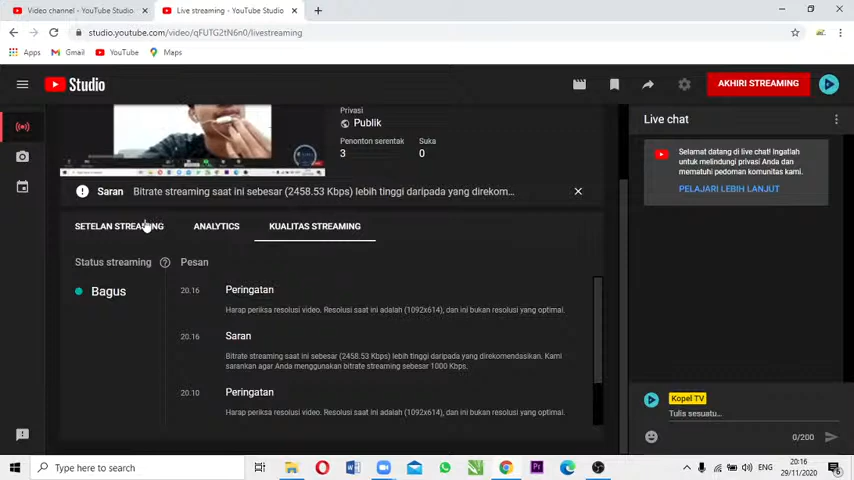 Video channel - YouTube Studio
Live streaming - YouTube Studio
studio.youtube.com/video/qFUTG2tN6n0/livestreaming
Apps
Gmail
YouTube
Maps
Studio
AKHIRI STREAMING
Privasi
Publik
Penonton serentak
Suka
3
0
Saran Bitrate streaming saat ini sebesar (2458.53 Kbps) lebih tinggi daripada yang direkom...
SETELAN STREAMING
ANALYTICS
KUALITAS STREAMING
Status streaming
Bagus
Pesan
20.16 Peringatan
Harap periksa resolusi video. Resolusi saat ini adalah (1092x614), dan ini bukan resolusi yang optimal.
20.16 Saran
Bitrate streaming saat ini sebesar (2458.53 Kbps) lebih tinggi daripada yang direkomendasikan. Kami
sarankan agar Anda menggunakan bitrate streaming sebesar 1000 Kbps.
20.10 Peringatan
Harap periksa resolusi video. Resolusi saat ini adalah (1092x614), dan ini bukan resolusi yang optimal.
Live chat
Selamat datang di live chat! Ingatlah
untuk melindungi privasi Anda dan
mematuhi pedoman komunitas kami.
PELAJARI LEBIH LANJUT
Kopel TV
Tulis sesuatu...
0/200
Type here to search
ENG
20:16
29/11/2020